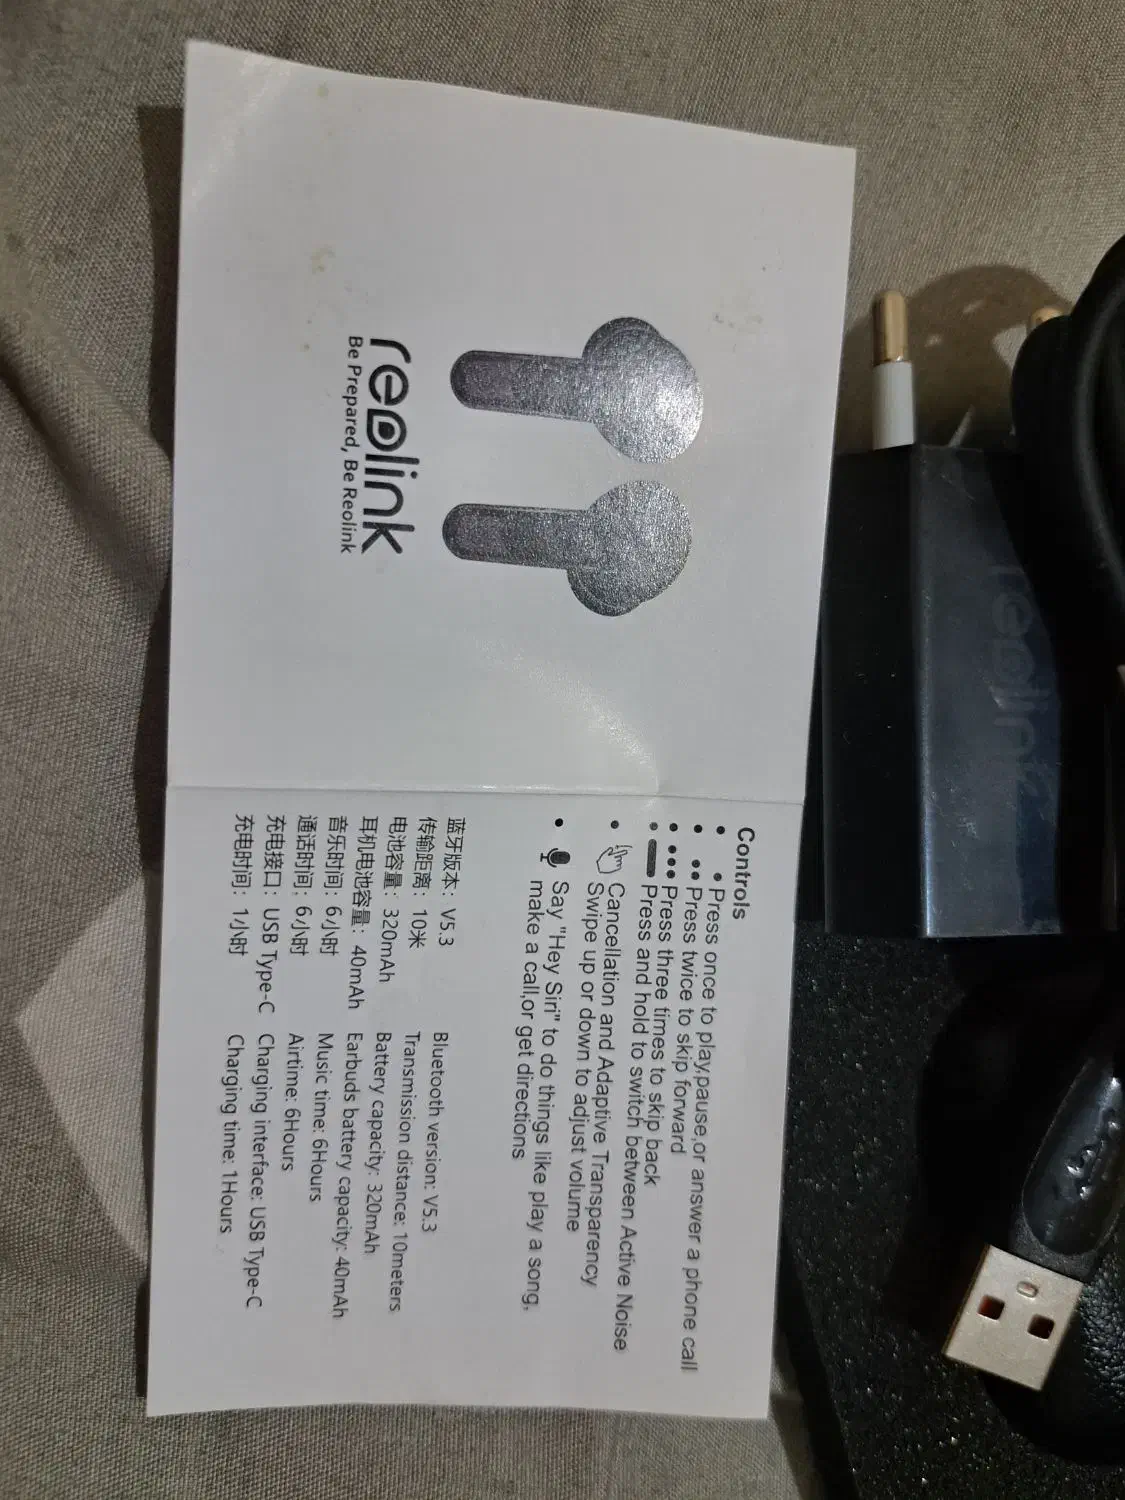 reolink
Be Prepared, Be Reolink
Controls
• • Press once to play,pause,or answer a phone call
• •• Press twice to skip forward
• ••• Press three times to skip back
• Press and hold to switch between Active Noise
Cancellation and Adaptive Transparency
• Swipe up or down to adjust volume
• Say "Hey Siri" to do things like play a song,
make a call,or get directions
蓝牙版本：V5.3
传输距离：10米
电池容量：320mAh
耳机电池容量：40mAh
音乐时间：6小时
通话时间：6小时
充电接口：USB Type-C
充电时间：1小时
Bluetooth version: V5.3
Transmission distance: 10meters
Battery capacity: 320mAh
Earbuds battery capacity: 40mAh
Music time: 6Hours
Airtime: 6Hours
Charging interface: USB Type-C
Charging time: 1Hours
reolink